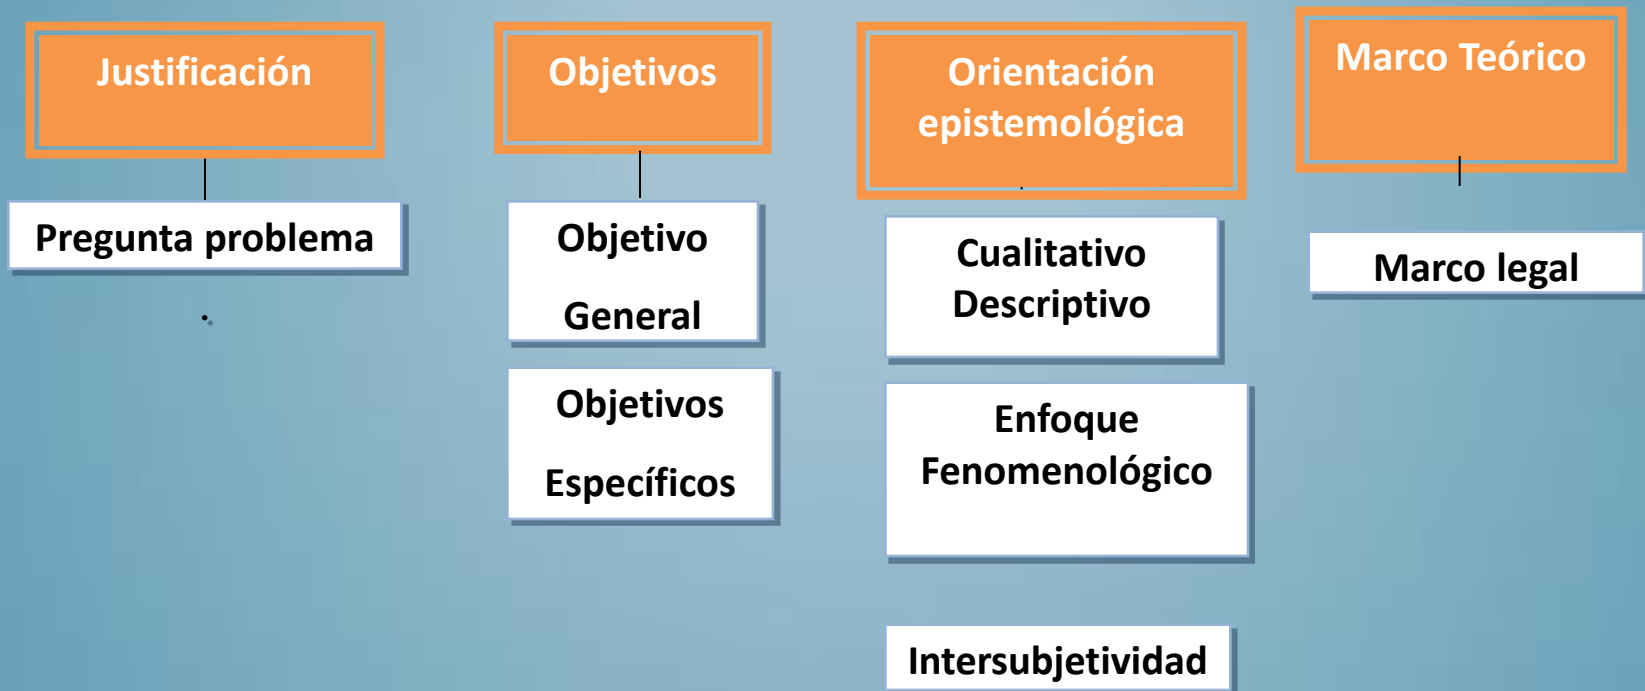 Justificación
Pregunta problema
.
Objetivos
Objetivo
General
Objetivos
Específicos
Orientación
epistemológica
Cualitativo
Descriptivo
Enfoque
Fenomenológico
Intersubjetividad
Marco Teórico
Marco legal